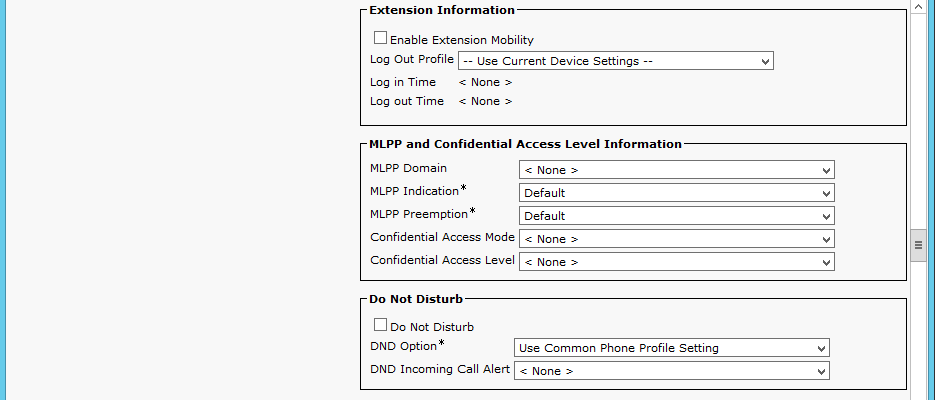 Extension Information
Enable Extension Mobility
Log Out Profile -- Use Current Device Settings --
Log in Time < None >
Log out Time < None >
MLPP and Confidential Access Level Information
MLPP Domain < None >
MLPP Indication* Default
MLPP Preemption* Default
Confidential Access Mode < None >
Confidential Access Level < None >
Do Not Disturb
Do Not Disturb
DND Option* Use Common Phone Profile Setting
DND Incoming Call Alert < None >